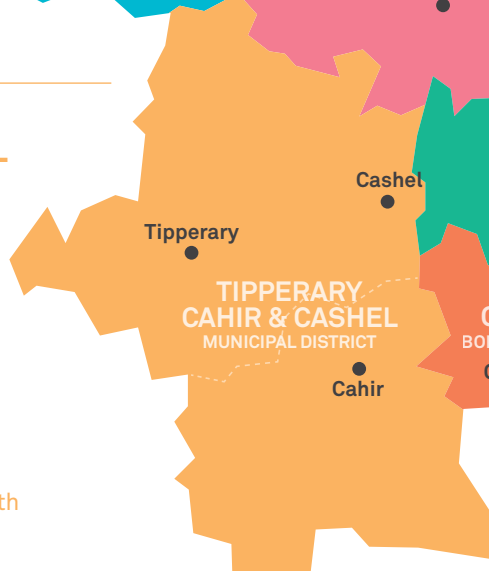 Cashel
Tipperary
TIPPERARY
CAHIR & CASHEL
MUNICIPAL DISTRICT
Cahir